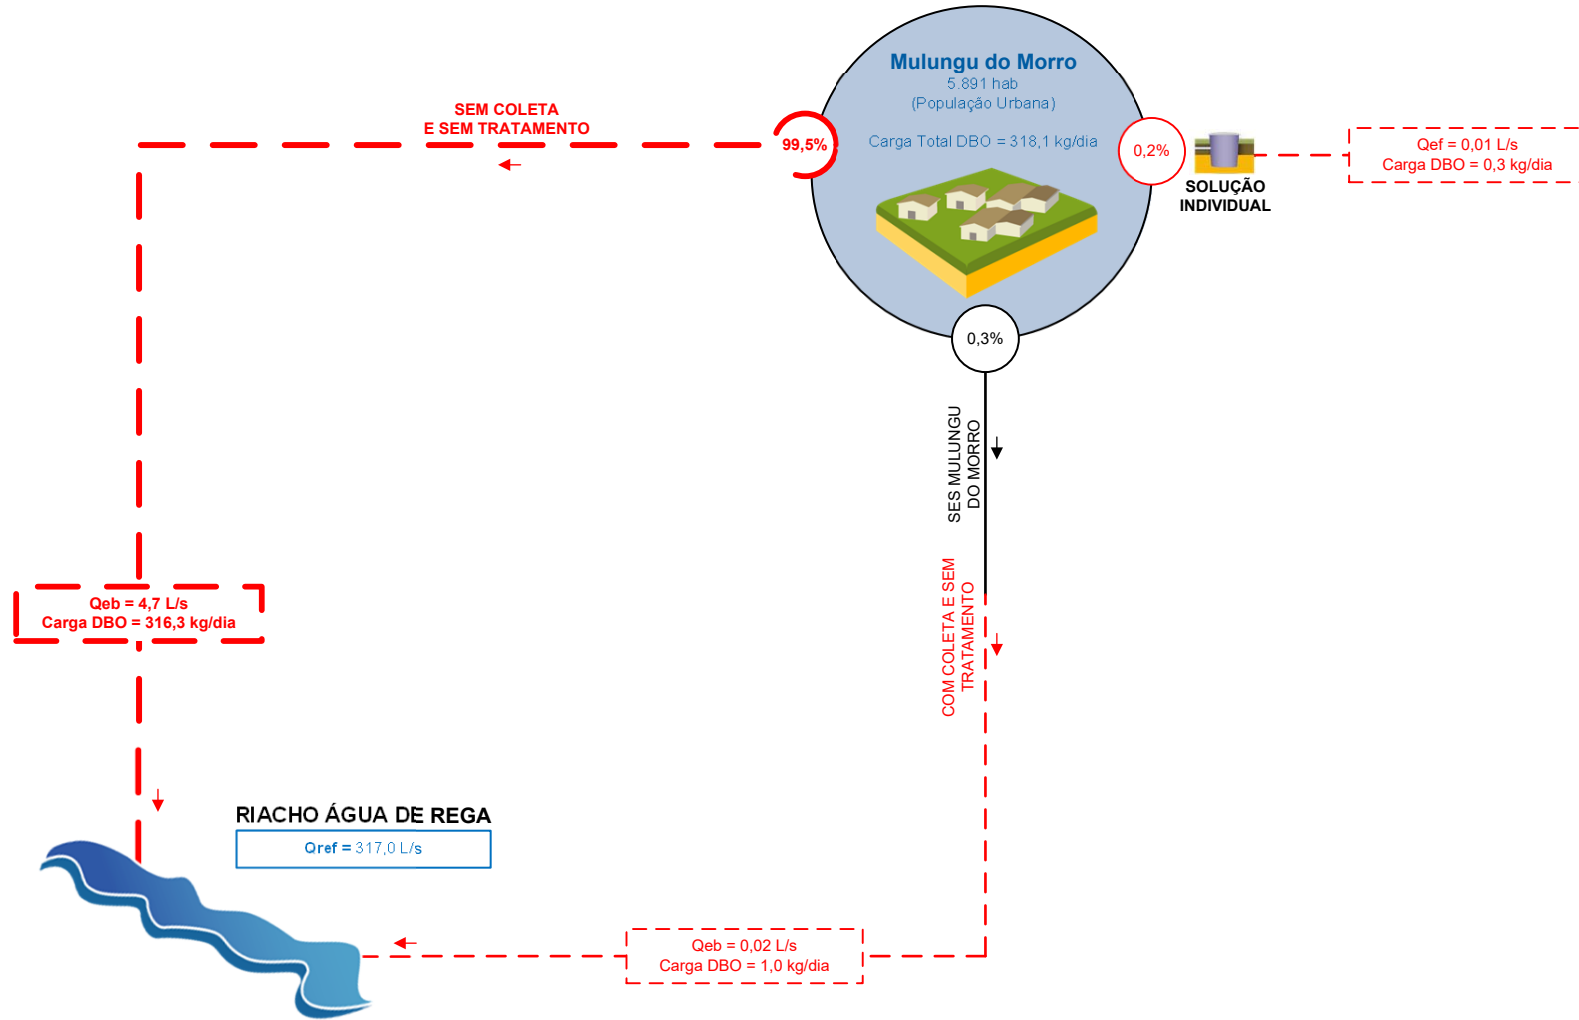 Mulungu do Morro
5.891 hab
(População Urbana)
Carga Total DBO = 318,1 kg/dia
SEM COLETA
E SEM TRATAMENTO
99,5%
0,2%
SOLUÇÃO
INDIVIDUAL
Qef = 0,01 L/s
Carga DBO = 0,3 kg/dia
0,3%
SES MULUNGU
DO MORRO
COM COLETA E SEM
TRATAMENTO
Qeb = 4,7 L/s
Carga DBO = 316,3 kg/dia
RIACHO ÁGUA DE REGA
Qref = 317,0 L/s
Qeb = 0,02 L/s
Carga DBO = 1,0 kg/dia